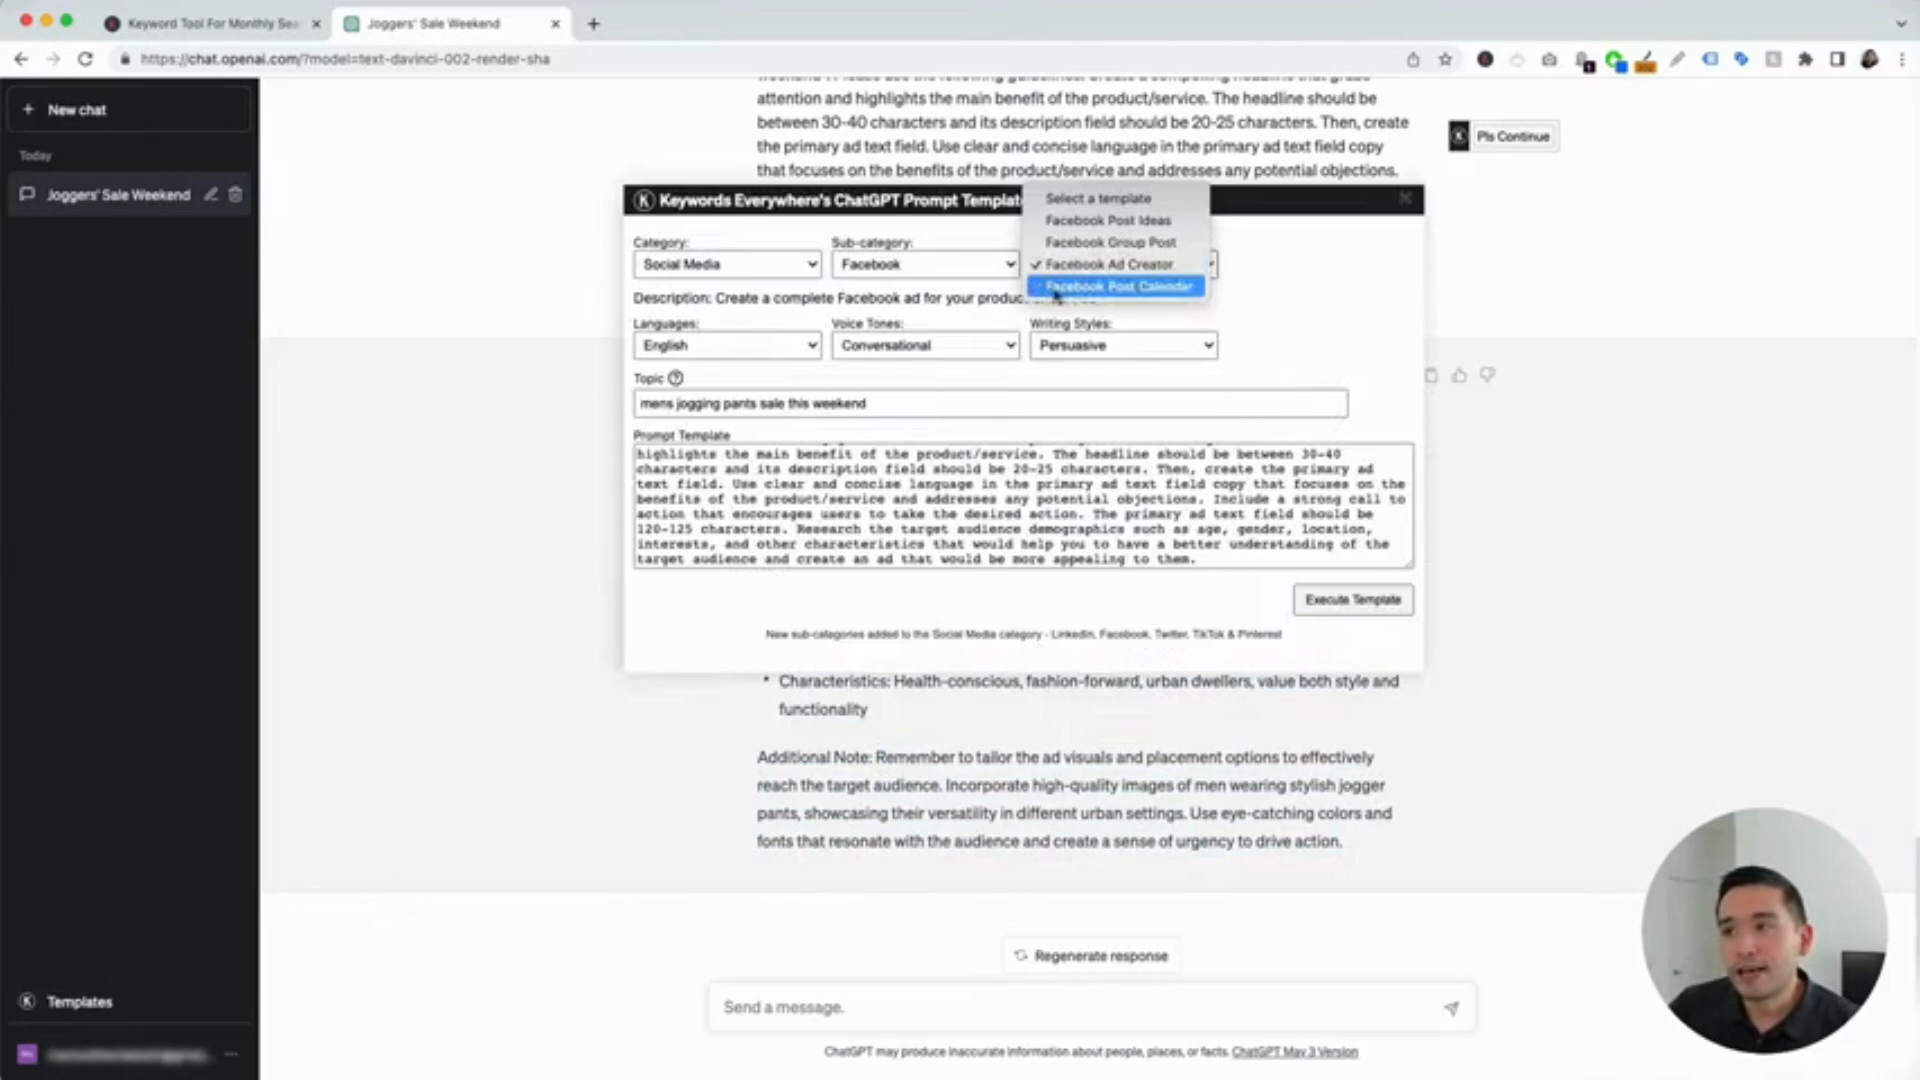 Keyword Tool For Monthly Sea
Joggers' Sale Weekend
https://chat.openai.com/?model=text-davinci-002-render-sha
New chat
Today
Joggers' Sale Weekend
attention and highlights the main benefit of the product/service. The headline should be
between 30-40 characters and its description field should be 20-25 characters. Then, create
the primary ad text field. Use clear and concise language in the primary ad text field copy
that focuses on the benefits of the product/service and addresses any potential objections.
Pls Continue
Keywords Everywhere's ChatGPT Prompt Templat
Select a template
Facebook Post Ideas
Facebook Group Post
✓ Facebook Ad Creator
Facebook Post Calender
Category:
Sub-category:
Social Media
Facebook
Description: Create a complete Facebook ad for your produc
Languages:
Voice Tones:
Writing Styles:
English
Conversational
Persuasive
Topic ?
mens jogging pants sale this weekend
Prompt Template
highlights the main benefit of the product/service. The headline should be between 30-40
characters and its description field should be 20-25 characters. Then, create the primary ad
text field. Use clear and concise language in the primary ad text field copy that focuses on the
benefits of the product/service and addresses any potential objections. Include a strong call to
action that encourages users to take the desired action. The primary ad text field should be
120-125 characters. Research the target audience demographics such as age, gender, location,
interests, and other characteristics that would help you to have a better understanding of the
target audience and create an ad that would be more appealing to them.
Execute Template
New sub-categories added to the Social Media category - LinkedIn, Facebook, Twitter, TikTok & Pinterest
• Characteristics: Health-conscious, fashion-forward, urban dwellers, value both style and
functionality
Additional Note: Remember to tailor the ad visuals and placement options to effectively
reach the target audience. Incorporate high-quality images of men wearing stylish jogger
pants, showcasing their versatility in different urban settings. Use eye-catching colors and
fonts that resonate with the audience and create a sense of urgency to drive action.
Regenerate response
Templates
Send a message.
ChatGPT may produce inaccurate information about people, places, or facts. ChatGPT May 3 Version